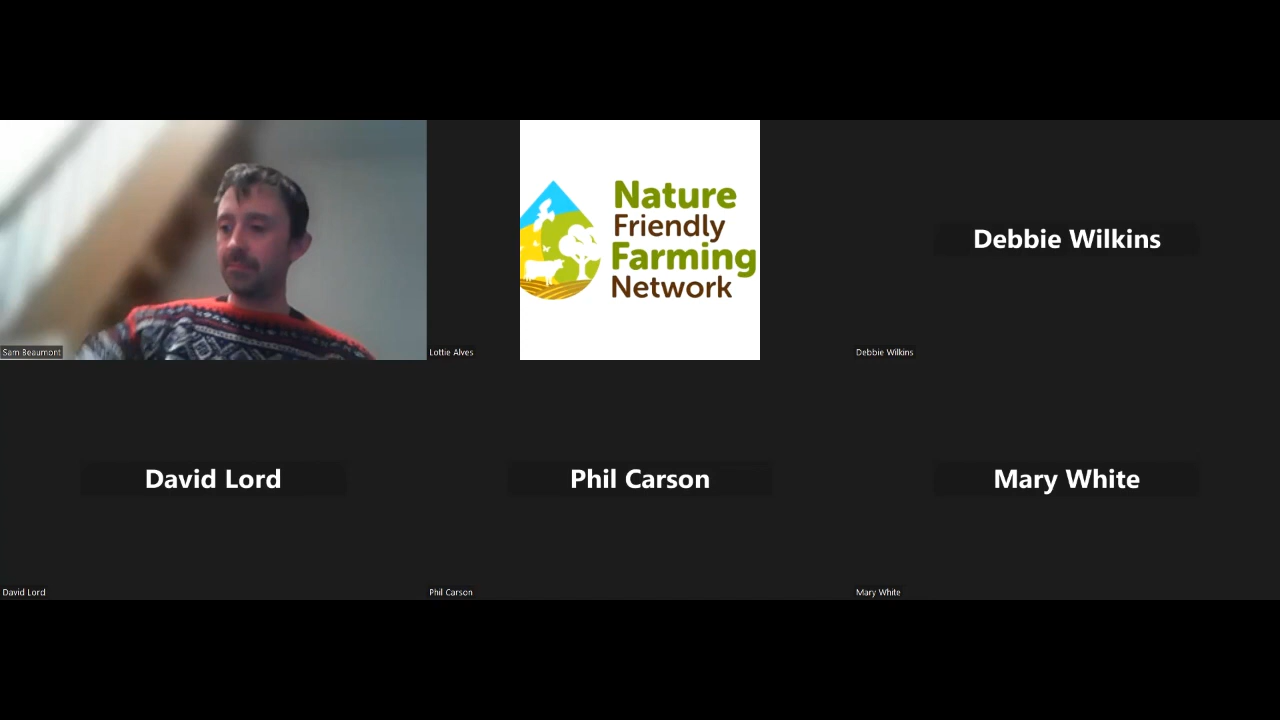 Nature
Friendly
Farming
Network
Debbie Wilkins
Sam Beaumont
Lottie Alves
Debbie Wilkins
David Lord
Phil Carson
Mary White
David Lord
Phil Carson
Mary White